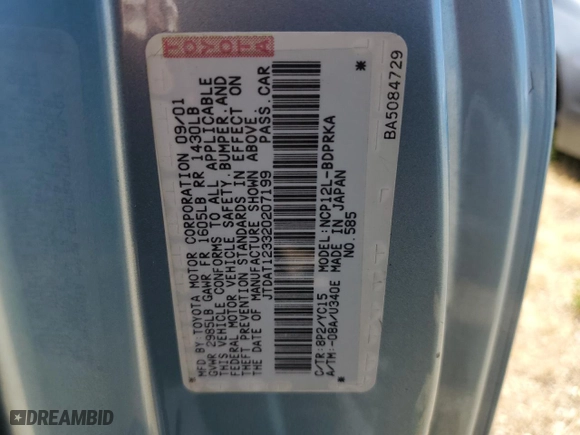 TOYOTA
MFD BY: TOYOTA MOTOR CORPORATION 09/01
GVWR 2985LB GAWR FR 1605LB RR 1430LB
THIS VEHICLE CONFORMS TO ALL APPLICABLE
FEDERAL MOTOR VEHICLE SAFETY, BUMPER, AND
THEFT PREVENTION STANDARDS IN EFFECT ON
THE DATE OF MANUFACTURE SHOWN ABOVE.
JTDAT123320207199 PASS. CAR
C/TR: 8P2/YC15 MODEL: NCP12L-BDPRKA
A/TM: -08A/U340E MADE IN JAPAN
NO. 585
BA5084729
DREAMBID